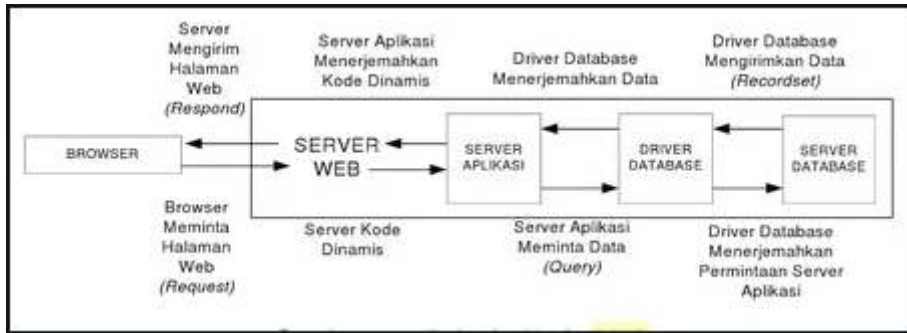 Server
Mengirim
Halaman
Web
(Respond)
Server Aplikasi
Menerjemahkan
Kode Dinamis
Driver Database
Menerjemahkan Data
Driver Database
Mengirimkan Data
(Recordset)
BROWSER
SERVER
WEB
SERVER
APLIKASI
DRIVER
DATABASE
SERVER
DATABASE
Browser
Meminta
Halaman
Web
(Request)
Server Kode
Dinamis
Server Aplikasi
Meminta Data
(Query)
Driver Database
Menerjemahkan
Permintaan Server
Aplikasi